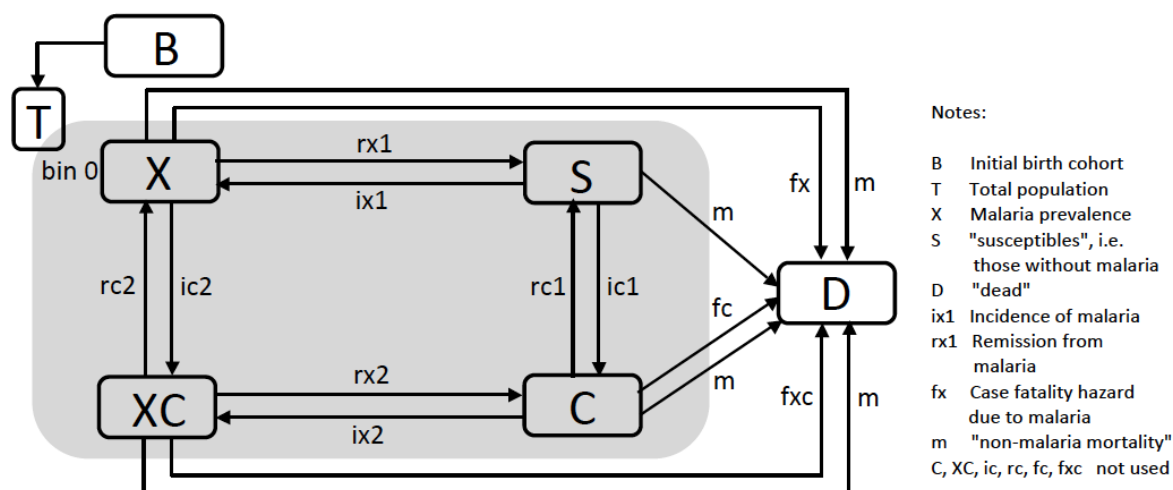 B
T
bin 0
X
rx1
ix1
S
fx
m
m
rc2
ic2
rc1
ic1
D
fc
m
XC
rx2
ix2
C
fxc
m
Notes:
B Initial birth cohort
T Total population
X Malaria prevalence
S "susceptibles", i.e.
those without malaria
D "dead"
ix1 Incidence of malaria
rx1 Remission from
malaria
fx Case fatality hazard
due to malaria
m "non-malaria mortality"
C, XC, ic, rc, fc, fxc not used